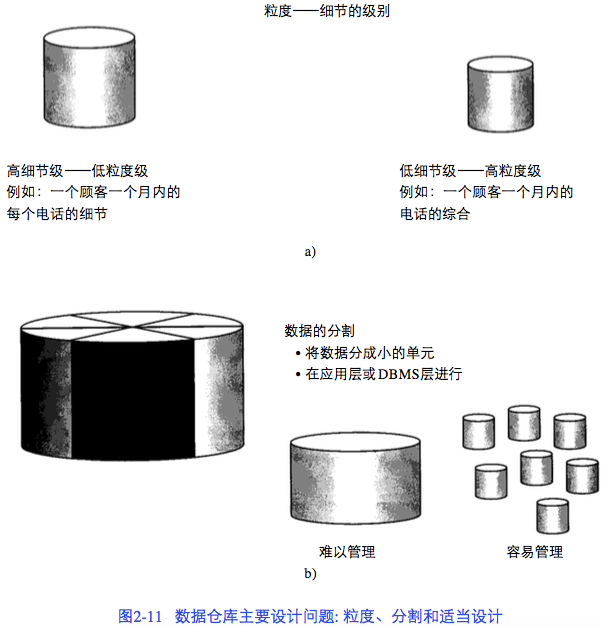 粒度——细节的级别
高细节级——低粒度级
例如：一个顾客一个月内的
每个电话的细节
低细节级——高粒度级
例如：一个顾客一个月内的
电话的综合
a)
数据的分割
•将数据分成小的单元
•在应用层或DBMS层进行
难以管理
容易管理
b)
图2-11 数据仓库主要设计问题: 粒度、分割和适当设计